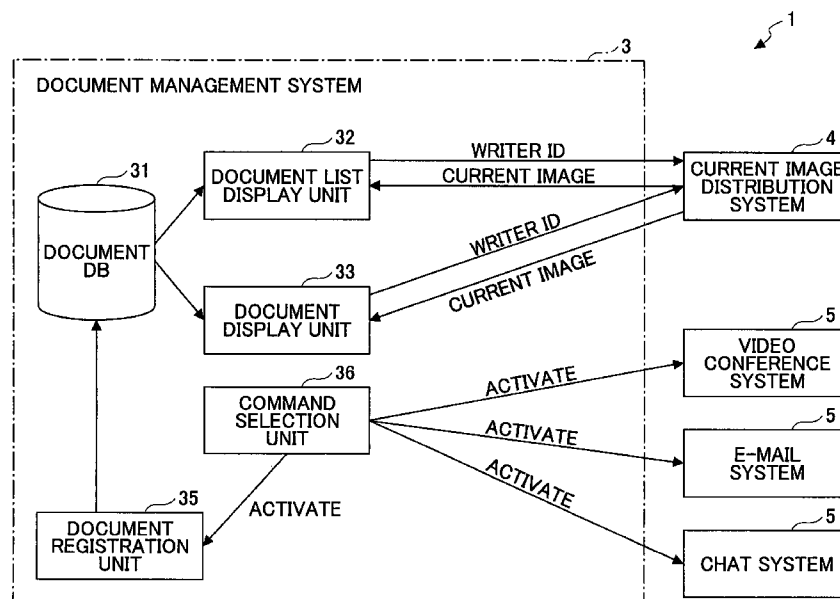 1
3
DOCUMENT MANAGEMENT SYSTEM
31
DOCUMENT
DB
32
DOCUMENT LIST
DISPLAY UNIT
WRITER ID
CURRENT IMAGE
4
CURRENT IMAGE
DISTRIBUTION
SYSTEM
33
DOCUMENT
DISPLAY UNIT
WRITER ID
CURRENT IMAGE
36
COMMAND
SELECTION
UNIT
ACTIVATE
5
VIDEO
CONFERENCE
SYSTEM
ACTIVATE
5
E-MAIL
SYSTEM
ACTIVATE
5
CHAT SYSTEM
35
DOCUMENT
REGISTRATION
UNIT
ACTIVATE